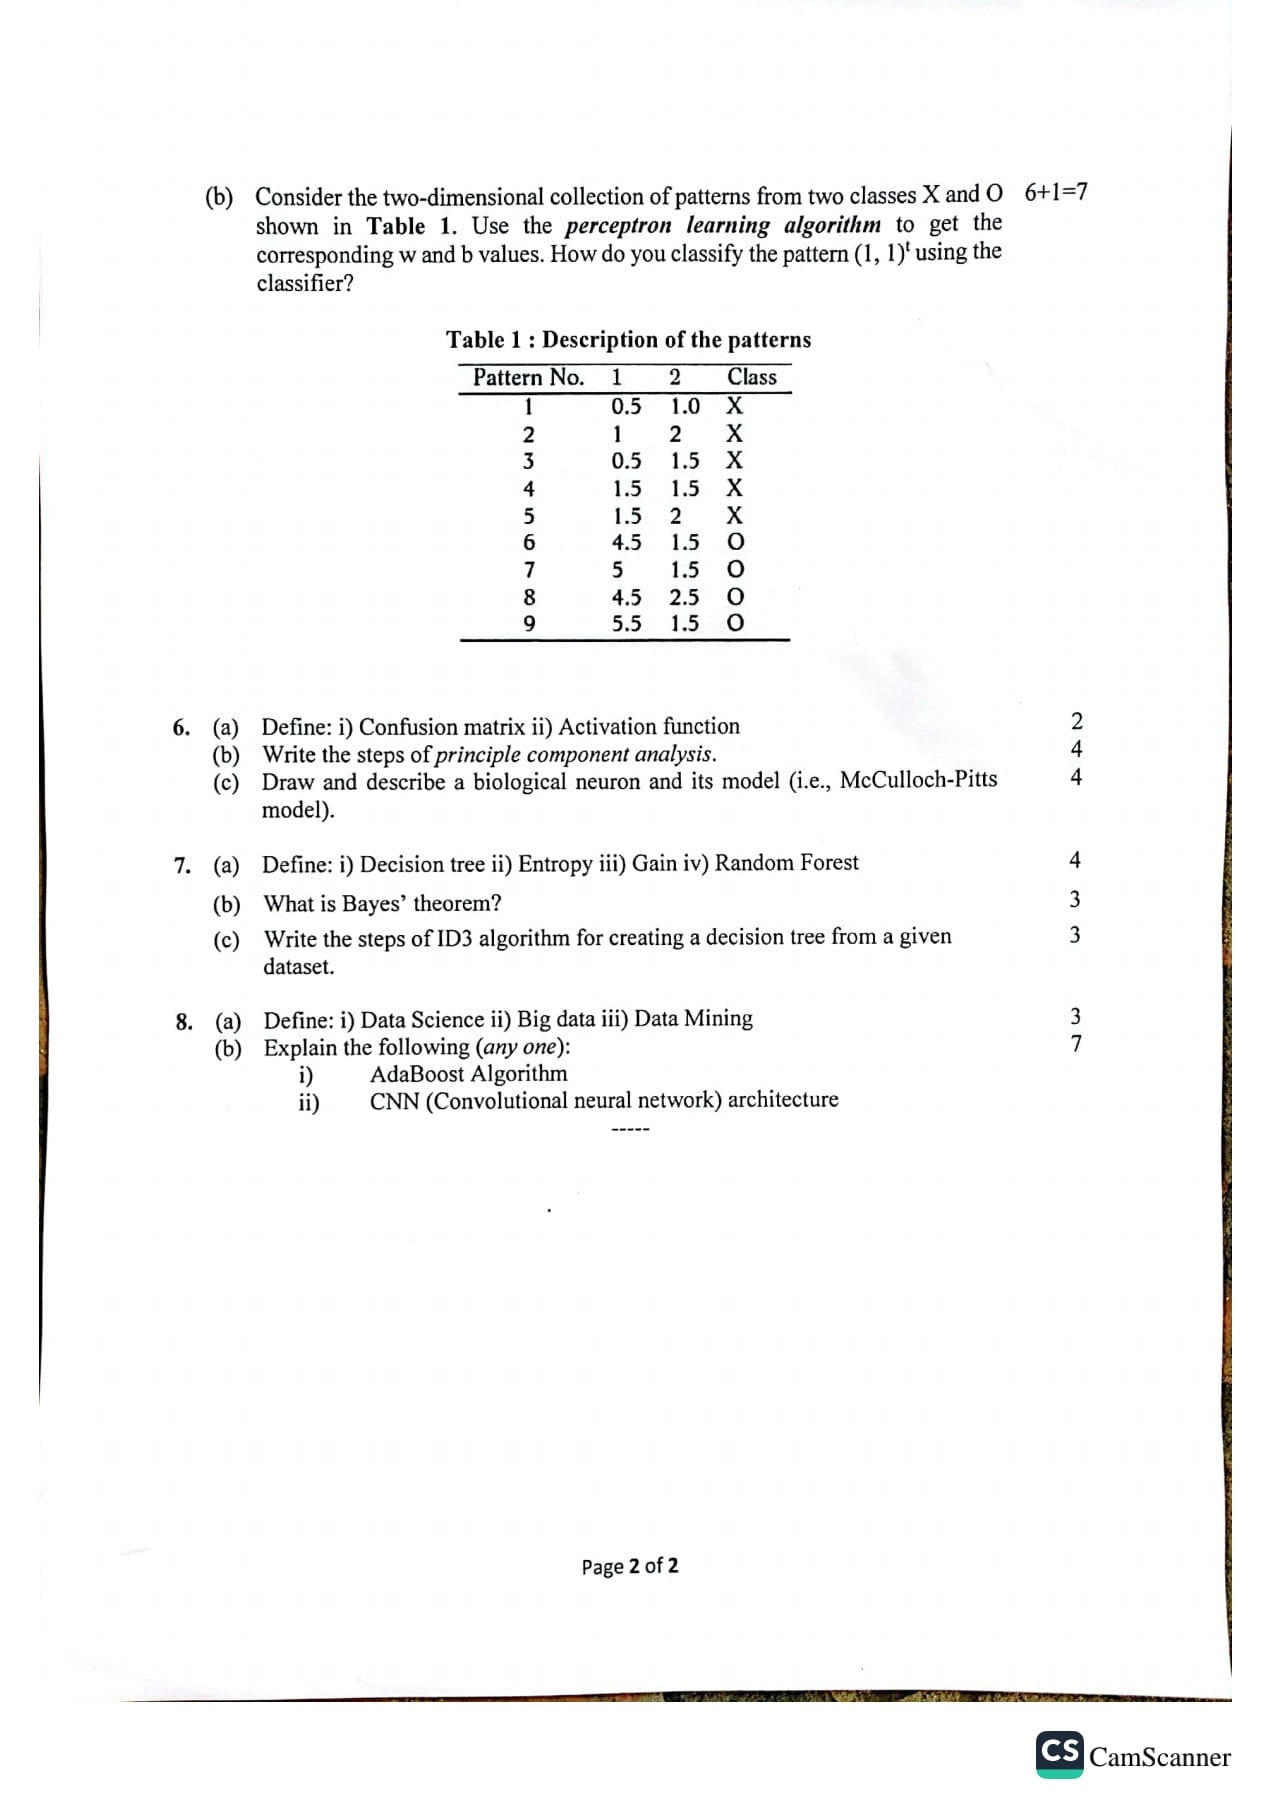 (b) Consider the two-dimensional collection of patterns from two classes X and O 6+1=7
shown in Table 1. Use the perceptron learning algorithm to get the
corresponding w and b values. How do you classify the pattern (1, 1)ᵗ using the
classifier?
Table 1 : Description of the patterns
Pattern No. 1 2 Class
1 0.5 1.0 X
2 1 2 X
3 0.5 1.5 X
4 1.5 1.5 X
5 1.5 2 X
6 4.5 1.5 O
7 5 1.5 O
8 4.5 2.5 O
9 5.5 1.5 O
6. (a) Define: i) Confusion matrix ii) Activation function 2
(b) Write the steps of principle component analysis. 4
(c) Draw and describe a biological neuron and its model (i.e., McCulloch-Pitts 4
model).
7. (a) Define: i) Decision tree ii) Entropy iii) Gain iv) Random Forest 4
(b) What is Bayes' theorem? 3
(c) Write the steps of ID3 algorithm for creating a decision tree from a given 3
dataset.
8. (a) Define: i) Data Science ii) Big data iii) Data Mining 3
(b) Explain the following (any one): 7
i) AdaBoost Algorithm
ii) CNN (Convolutional neural network) architecture
-----
Page 2 of 2
CS CamScanner